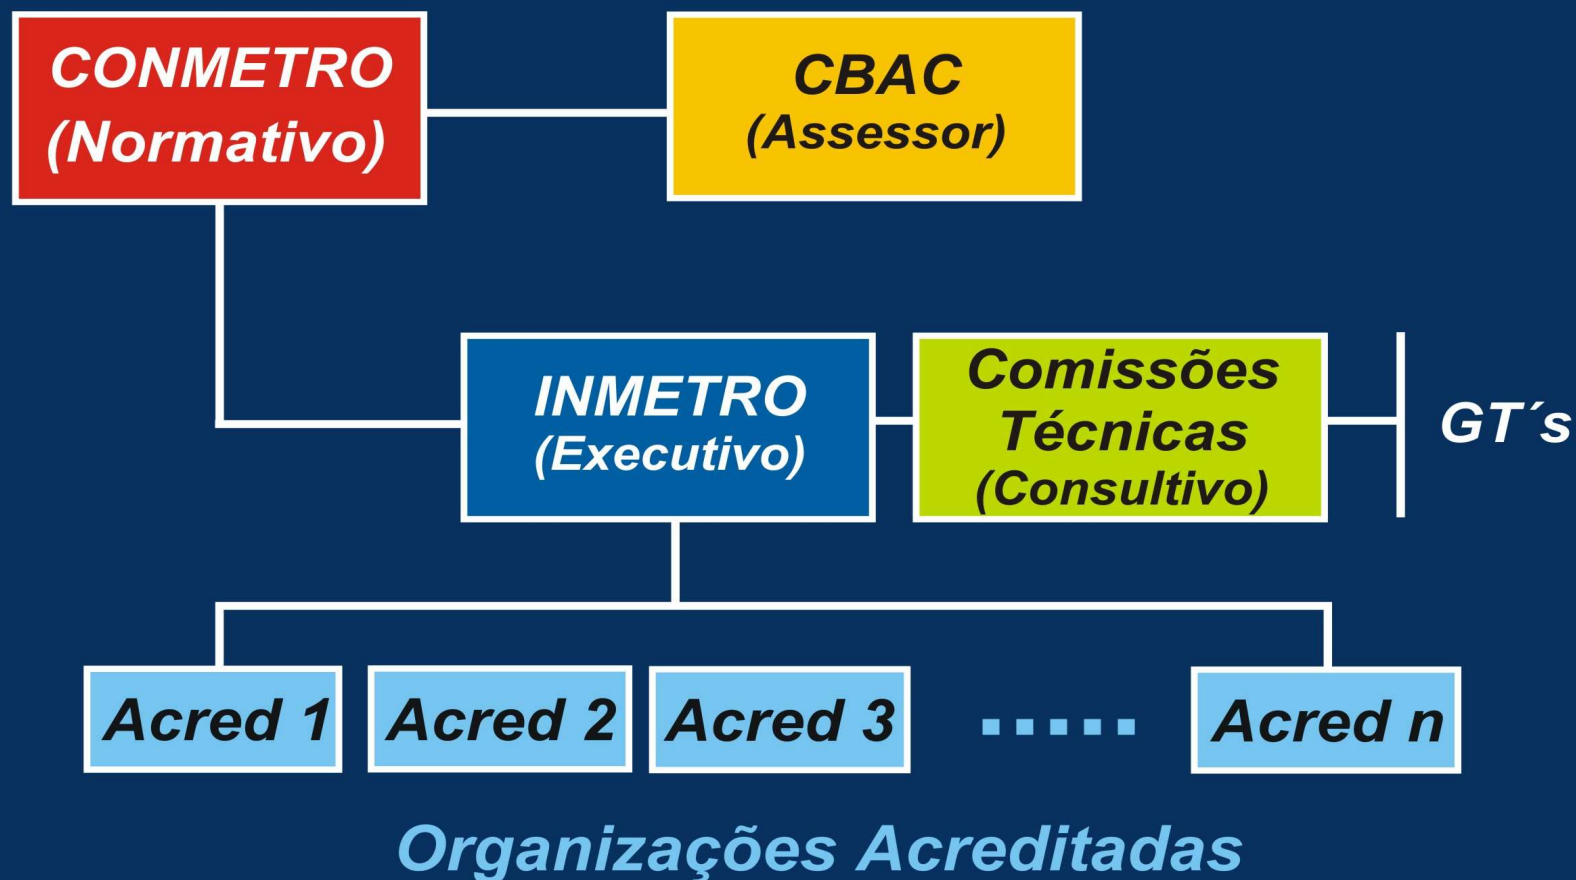 CONMETRO
(Normativo)
CBAC
(Assessor)
INMETRO
(Executivo)
Comissões
Técnicas
(Consultivo)
GT´s
Acred 1
Acred 2
Acred 3
.....
Acred n
Organizações Acreditadas